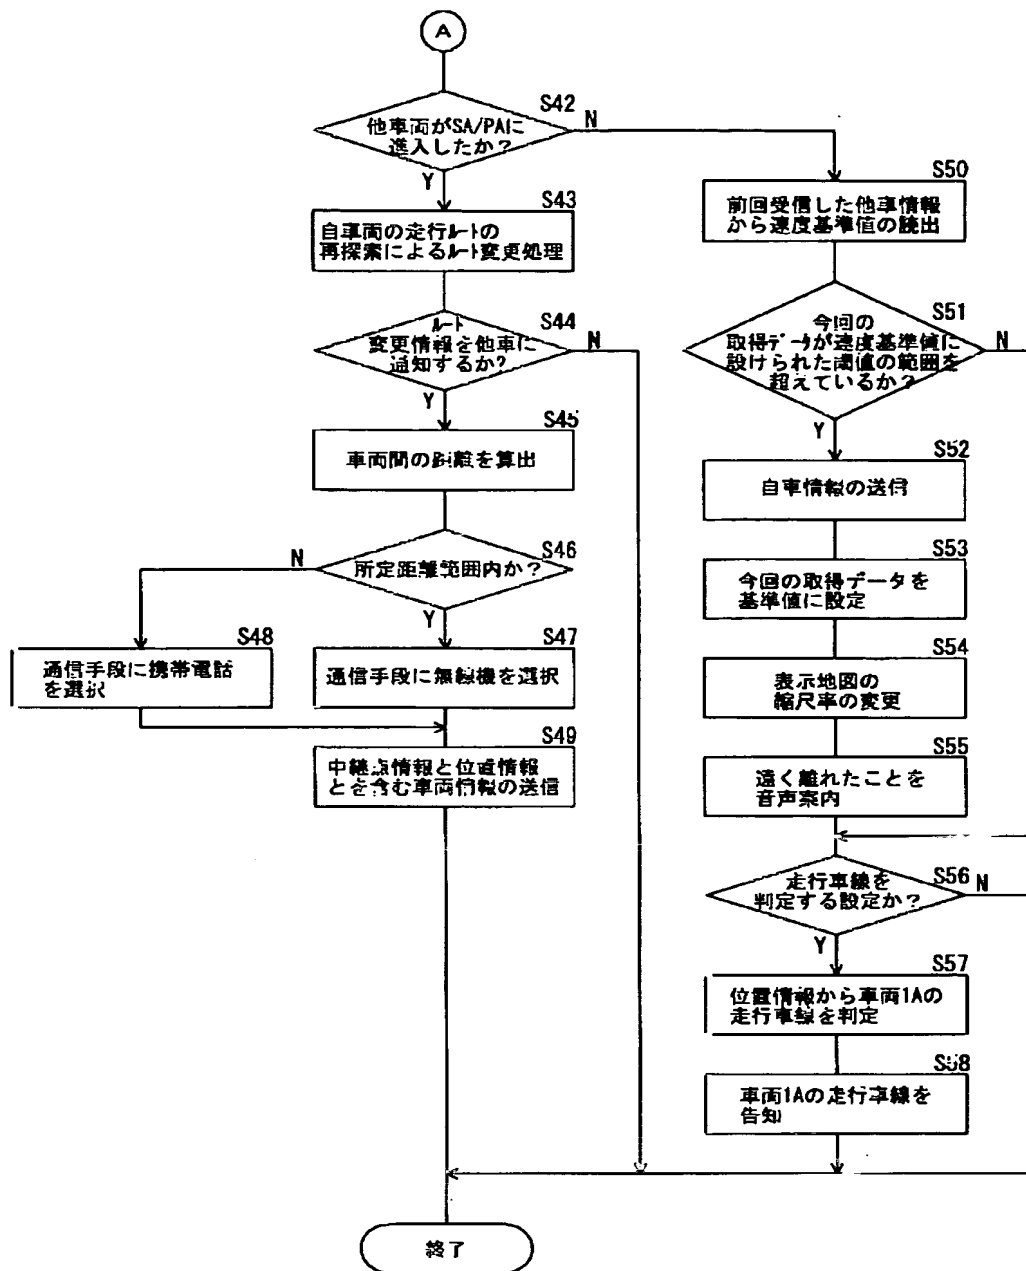 A
S42
他車両がSA/PAに
進入したか？
N
Y
S43
自車両の走行ルートの
再探索によるルート変更処理
S44
ルート
変更情報を他車に
通知するか?
N
Y
S45
車両間の距離を算出
S46
所定距離範囲内か？
N
Y
S48
通信手段に携帯電話
を選択
S47
通信手段に無線機を選択
S49
中継点情報と位置情報
とを含む車両情報の送信
S50
前回受信した他車情報
から速度基準値の読出
S51
今回の
取得データが速度基準値に
設けられた閾値の範囲を
超えているか？
N
Y
S52
自車情報の送信
S53
今回の取得データを
基準値に設定
S54
表示地図の
縮尺率の変更
S55
遠く離れたことを
音声案内
S56
走行車線を
判定する設定か？
N
Y
S57
位置情報から車両1Aの
走行車線を判定
S58
車両1Aの走行車線を
告知
終了